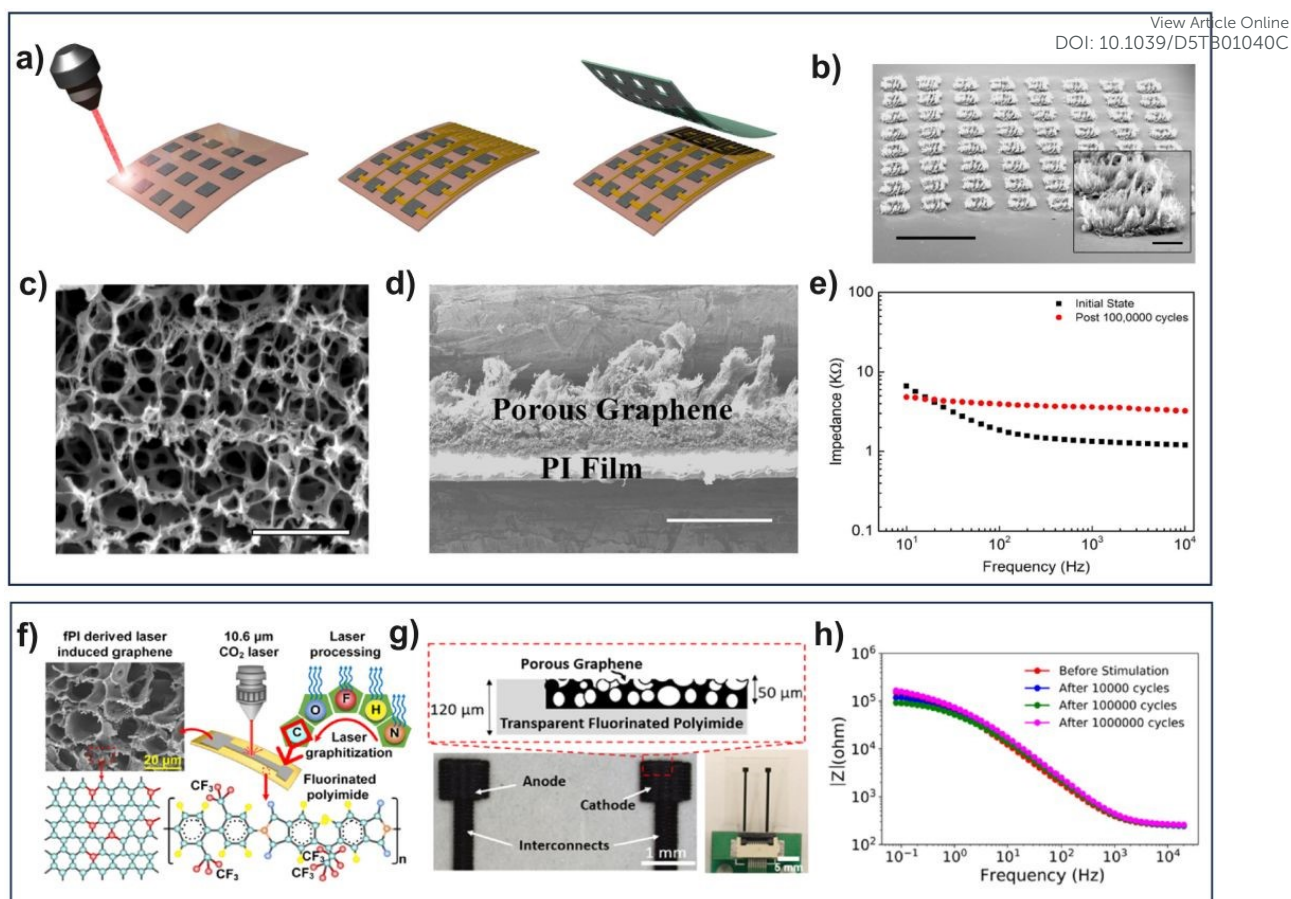 View Article Online
DOI: 10.1039/D5TB01040C
a)
b)
c)
d)
Porous Graphene
PI Film
e)
100
10
1
0.1
Impedance (KΩ)
Initial State
Post 100,0000 cycles
10¹
10²
10³
10⁴
Frequency (Hz)
f)
fPI derived laser
induced graphene
20 µm
10.6 µm
CO₂ laser
Laser
processing
O
F
H
C
N
Laser
graphitization
Fluorinated
polyimide
CF₃
CF₃
CF₃
CF₃
n
g)
Porous Graphene
120 µm
50 µm
Transparent Fluorinated Polyimide
Anode
Cathode
Interconnects
1 mm
5 mm
h)
10⁶
10⁵
10⁴
10³
10²
|Z|(ohm)
Before Stimulation
After 10000 cycles
After 100000 cycles
After 1000000 cycles
10⁻¹
10⁰
10¹
10²
10³
10⁴
Frequency (Hz)